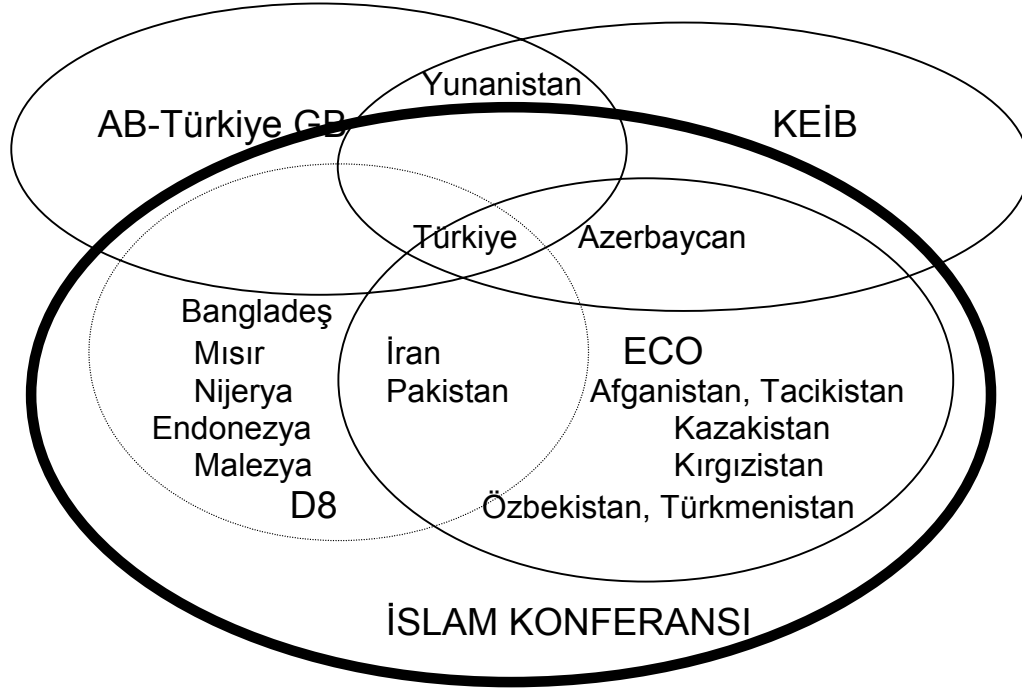 Yunanistan
AB-Türkiye GB
KEİB
Türkiye
Azerbaycan
Bangladeş
Mısır
Nijerya
Endonezya
Malezya
D8
İran
Pakistan
ECO
Afganistan, Tacikistan
Kazakistan
Kırgızistan
Özbekistan, Türkmenistan
İSLAM KONFERANSI